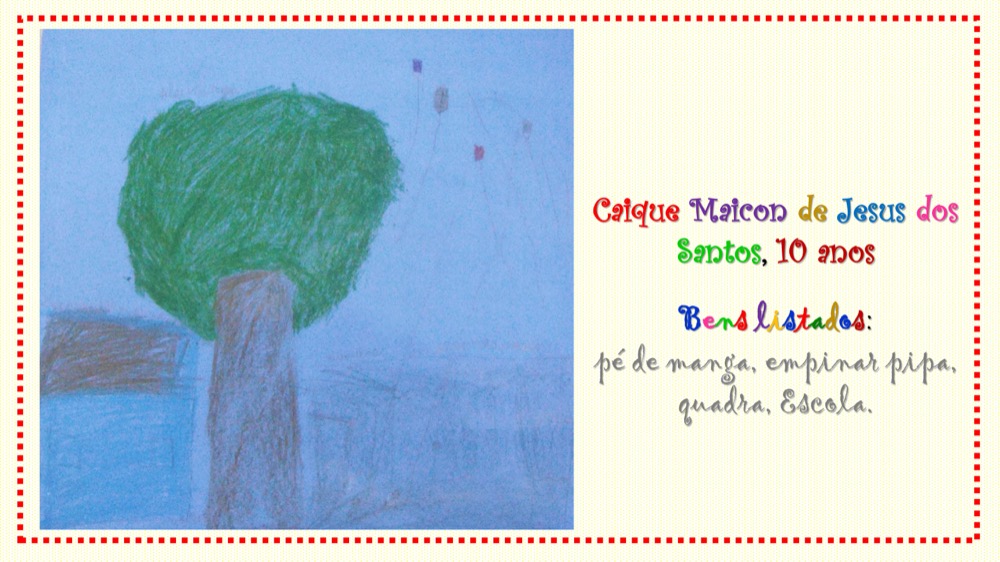 Caique Maicon de Jesus dos
Santos, 10 anos
Bens listados:
pé de manga, empinar pipa,
quadra, Escola.